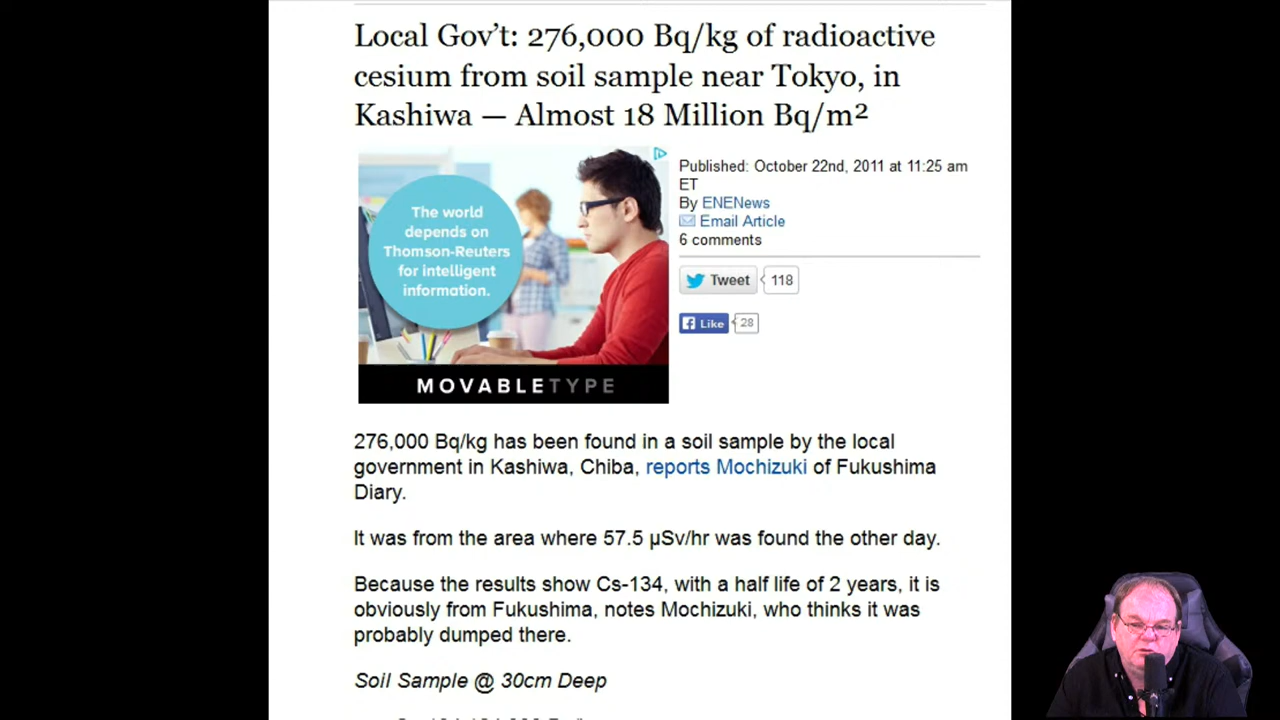 Local Gov’t: 276,000 Bq/kg of radioactive
cesium from soil sample near Tokyo, in
Kashiwa — Almost 18 Million Bq/m²
The world
depends on
Thomson-Reuters
for intelligent
information.
MOVABLETYPE
Published: October 22nd, 2011 at 11:25 am
ET
By ENENews
Email Article
6 comments
Tweet 118
Like 28
276,000 Bq/kg has been found in a soil sample by the local
government in Kashiwa, Chiba, reports Mochizuki of Fukushima
Diary.
It was from the area where 57.5 µSv/hr was found the other day.
Because the results show Cs-134, with a half life of 2 years, it is
obviously from Fukushima, notes Mochizuki, who thinks it was
probably dumped there.
Soil Sample @ 30cm Deep